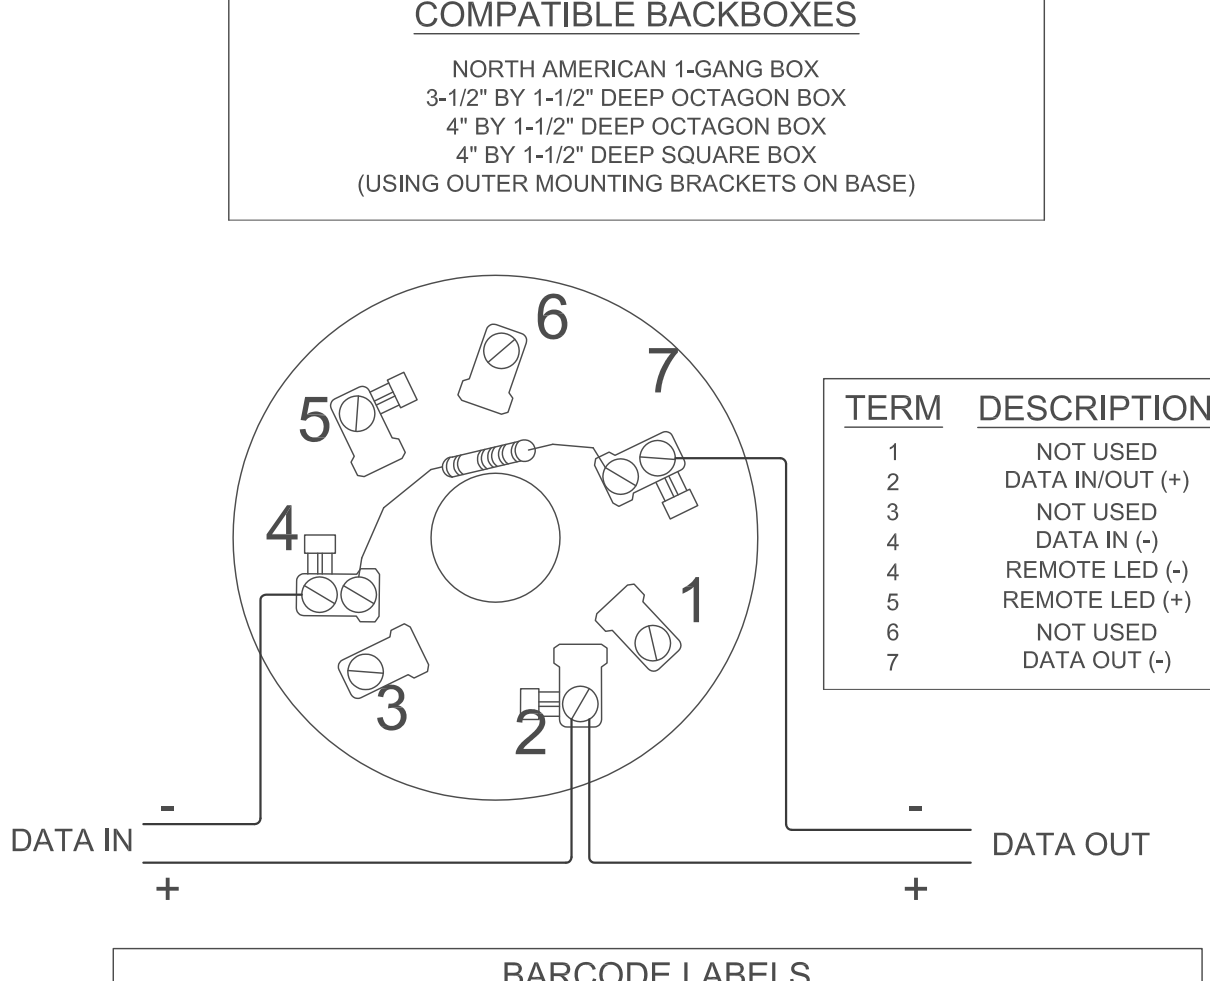 COMPATIBLE BACKBOXES
NORTH AMERICAN 1-GANG BOX
3-1/2" BY 1-1/2" DEEP OCTAGON BOX
4" BY 1-1/2" DEEP OCTAGON BOX
4" BY 1-1/2" DEEP SQUARE BOX
(USING OUTER MOUNTING BRACKETS ON BASE)
6
7
5
4
1
3
2
TERM DESCRIPTION
1 NOT USED
2 DATA IN/OUT (+)
3 NOT USED
4 DATA IN (-)
4 REMOTE LED (-)
5 REMOTE LED (+)
6 NOT USED
7 DATA OUT (-)
-
DATA IN
+
-
DATA OUT
+
BARCODE LABELS